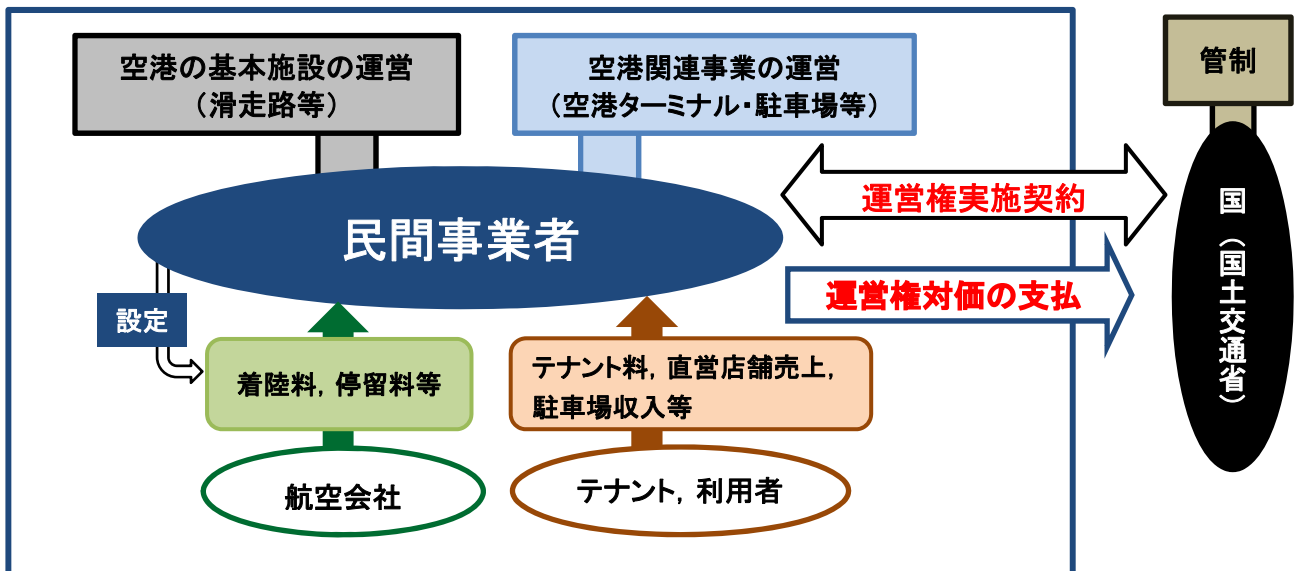 空港の基本施設の運営
（滑走路等）
空港関連事業の運営
（空港ターミナル・駐車場等）
管制
民間事業者
運営権実施契約
運営権対価の支払
国（国土交通省）
設定
着陸料，停留料等
テナント料，直営店舗売上，
駐車場収入等
航空会社
テナント，利用者